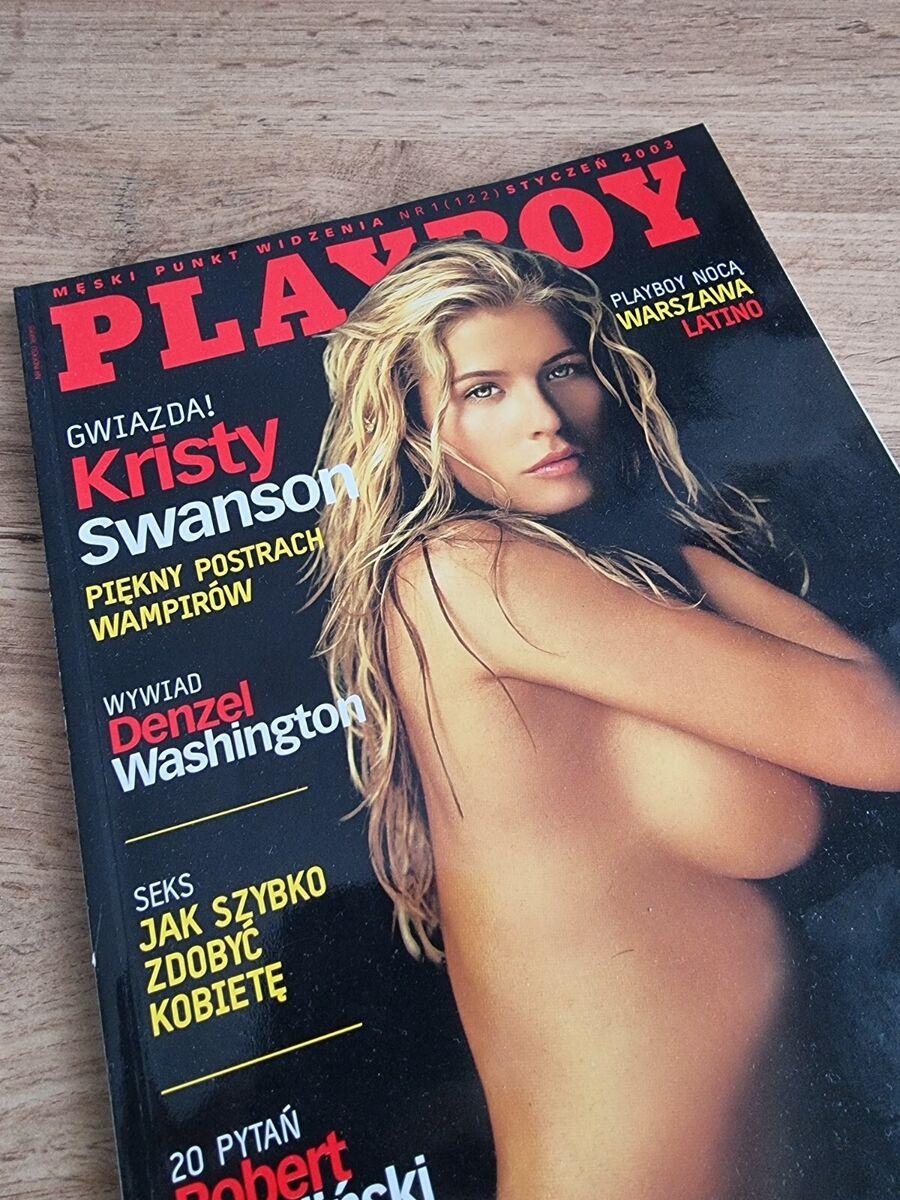 MĘSKI PUNKT WIDZENIA NR 1 (122) STYCZEŃ 2003
PLAYBOY
PLAYBOY NOCĄ
WARSZAWA
LATINO
GWIAZDA!
Kristy
Swanson
PIĘKNY POSTRACH
WAMPIRÓW
WYWIAD
Denzel
Washington
SEKS
JAK SZYBKO
ZDOBYĆ
KOBIETĘ
20 PYTAŃ
Robert